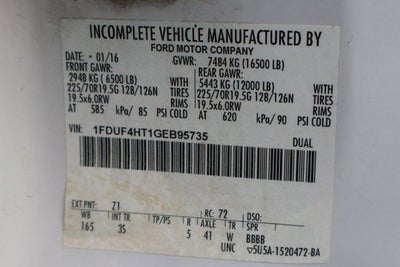 INCOMPLETE VEHICLE MANUFACTURED BY
FORD MOTOR COMPANY
DATE: 01/16 GVWR: 7484 KG (16500 LB)
FRONT GAWR: REAR GAWR:
2948 KG (6500 LB) 5443 KG (12000 LB)
225/70R19.5G 128/126N TIRES 225/70R19.5G 128/126N TIRES
19.5x6.0RW RIMS 19.5x6.0RW RIMS
AT 585 kPa/ 85 PSI COLD AT 620 kPa/ 90 PSI COLD
VIN: 1FDUF4HT1GEB95735 DUAL
EXT PNT: Z1 RC: 72 DSO:
WB INT TR TP/PS R AXLE TR SPR
165 35 5 41 W BBBB
UNC 5U5A-1520472-BA